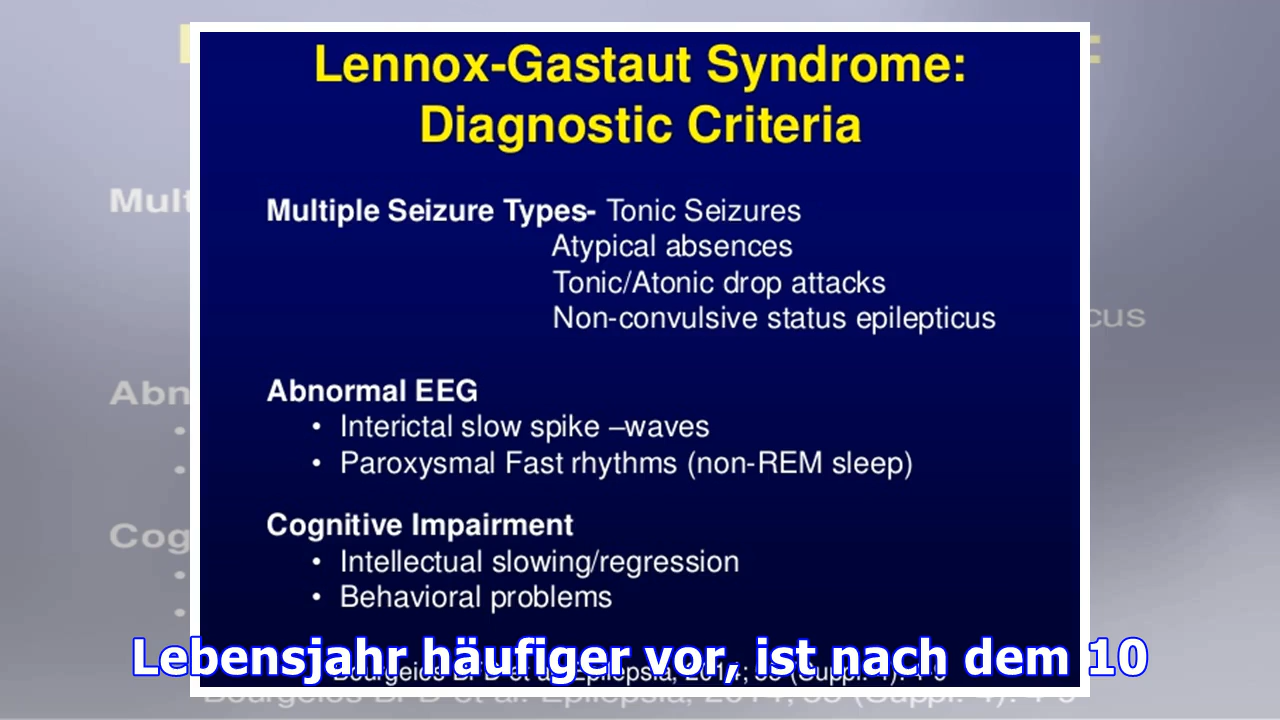 Lennox-Gastaut Syndrome:
Diagnostic Criteria
Multiple Seizure Types- Tonic Seizures
Atypical absences
Tonic/Atonic drop attacks
Non-convulsive status epilepticus
Abnormal EEG
• Interictal slow spike –waves
• Paroxysmal Fast rhythms (non-REM sleep)
Cognitive Impairment
• Intellectual slowing/regression
• Behavioral problems
Lebensjahr häufiger vor, ist nach dem 10